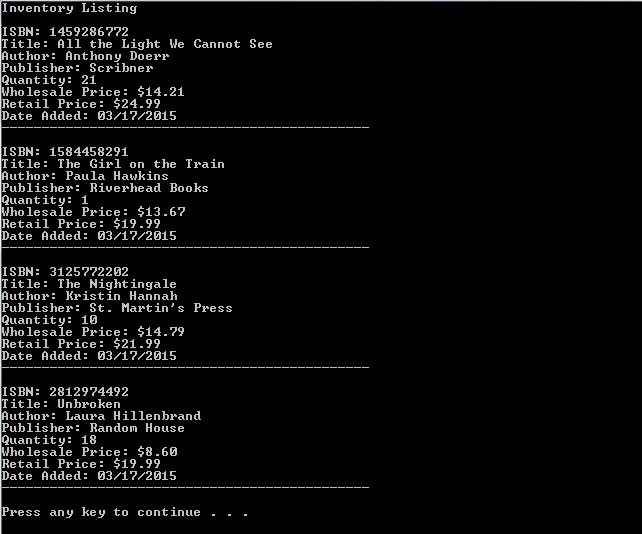 Inventory Listing
ISBN: 1459286772
Title: All the Light We Cannot See
Author: Anthony Doerr
Publisher: Scribner
Quantity: 21
Wholesale Price: $14.21
Retail Price: $24.99
Date Added: 03/17/2015
----------------------------------------------
ISBN: 1584458291
Title: The Girl on the Train
Author: Paula Hawkins
Publisher: Riverhead Books
Quantity: 1
Wholesale Price: $13.67
Retail Price: $19.99
Date Added: 03/17/2015
----------------------------------------------
ISBN: 3125772202
Title: The Nightingale
Author: Kristin Hannah
Publisher: St. Martin's Press
Quantity: 10
Wholesale Price: $14.79
Retail Price: $21.99
Date Added: 03/17/2015
----------------------------------------------
ISBN: 2812974492
Title: Unbroken
Author: Laura Hillenbrand
Publisher: Random House
Quantity: 18
Wholesale Price: $8.60
Retail Price: $19.99
Date Added: 03/17/2015
----------------------------------------------
Press any key to continue . . .